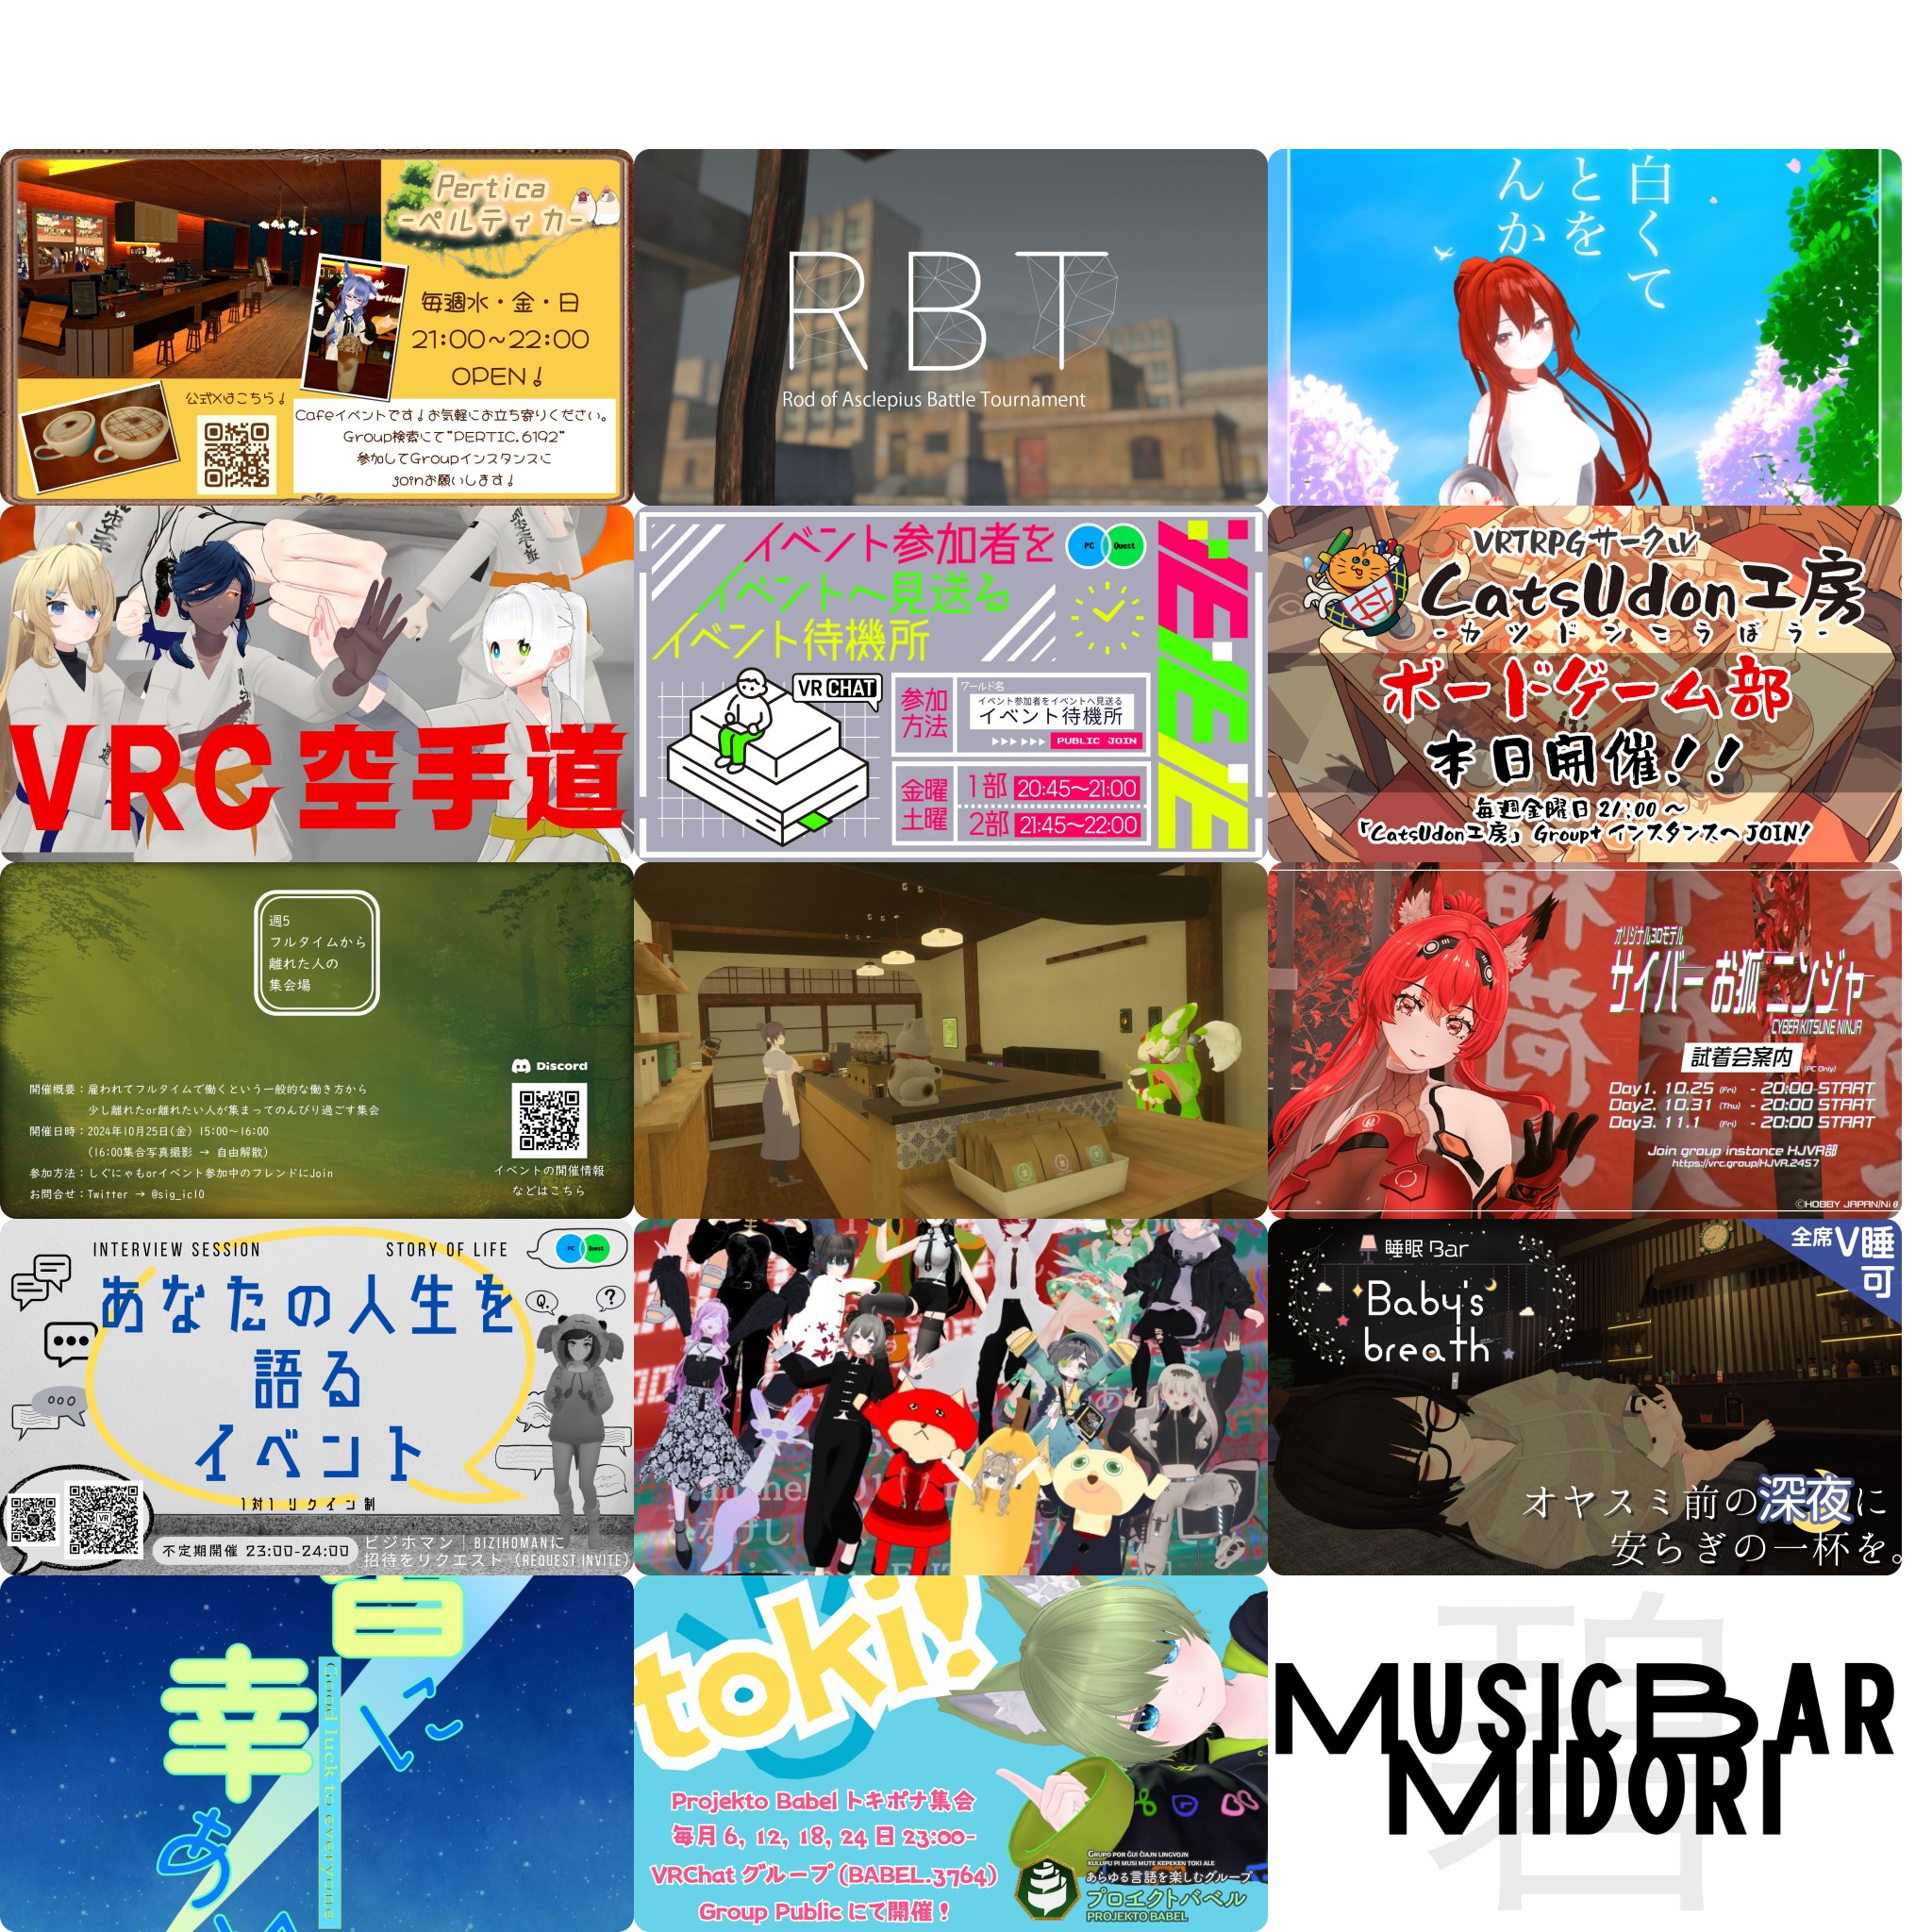 Pertica
-ペルティカ-
毎週水・金・日
21:00~22:00
OPEN!
公式Xはこちら!
Cafeイベントです!お気軽にお立ち寄りください。
Group検索にて"PERTIC.6192"
参加してGroupインスタンスに
joinお願いします!
RBT
Rod of Asclepius Battle Tournament
白くて
とを
んか
VRC空手道
イベント参加者を
イベントへ見送る
イベント待機所
PC Quest
VRCHAT
参加方法
ワールド名
イベント参加者をイベントへ見送る
イベント待機所
PUBLIC JOIN
金曜
土曜
1部 20:45~21:00
2部 21:45~22:00
VRTRPGサークル
CatsUdon工房
-カツドンこうぼう-
ボードゲーム部
本日開催!!
毎週金曜日 21:00 ~
「CatsUdon工房」Group+インスタンスへJOIN!
週5
フルタイムから
離れた人の
集会場
開催概要:雇われてフルタイムで働くという一般的な働き方から
少し離れたor離れたい人が集まってのんびり過ごす集会
開催日時:2024年10月25日(金) 15:00~16:00
(16:00集合写真撮影 → 自由解散)
参加方法:しぐにゃもorイベント参加中のフレンドにJoin
お問合せ:Twitter → @sig_ic10
Discord
イベントの開催情報
などはこちら
オリジナル3Dモデル
サイバーお狐ニンジャ
CYBER KITSUNE NINJA
試着会案内
(PC Only)
Day1. 10.25 (Fri) - 20:00 START
Day2. 10.31 (Thu) - 20:00 START
Day3. 11.1 (Fri) - 20:00 START
Join group instance HJVR部
https://vrc.group/HJVR.2457
©HOBBY JAPAN/Ni θ
INTERVIEW SESSION
STORY OF LIFE
PC Quest
あなたの人生を
語る
イベント
Q.
?
1対1 リクイン制
不定期開催 23:00-24:00
ビジホマン|BIZIHOMANに
招待をリクエスト(REQUEST INVITE)
睡眠Bar
Baby's
breath
全席V睡可
オヤスミ前の深夜に
安らぎの一杯を。
皆に
幸あ
Good luck to everyone
toki!
Projekto Babel トキポナ集会
毎月 6, 12, 18, 24 日 23:00-
VRChat グループ (BABEL.3764)
Group Public にて開催!
GRUPO POR ĜUI ĈIAJN LINGVOJN
KULUPU PI MUSI MUTE KEPEKEN TOKI ALE
あらゆる言語を楽しむグループ
プロエクトバベル
PROJEKTO BABEL
碧
MUSIC BAR
MIDORI